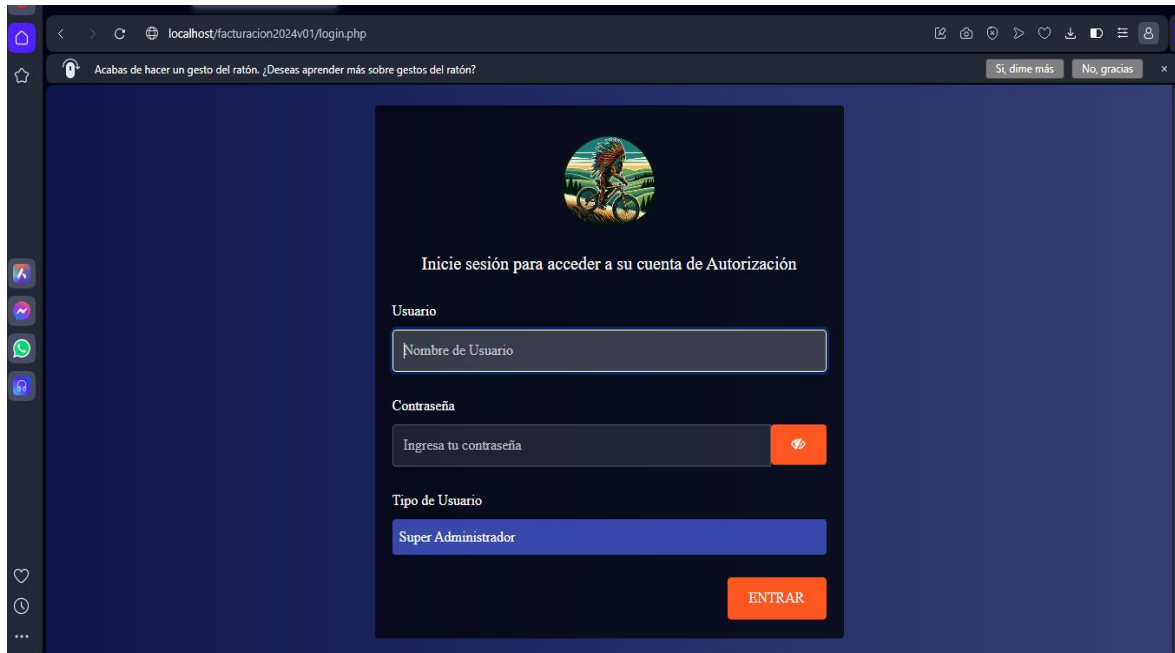 localhost/facturacion2024v01/login.php
Acabas de hacer un gesto del ratón. ¿Deseas aprender más sobre gestos del ratón?
Si, dime más
No, gracias
Inicie sesión para acceder a su cuenta de Autorización
Usuario
Nombre de Usuario
Contraseña
Ingresa tu contraseña
Tipo de Usuario
Super Administrador
ENTRAR